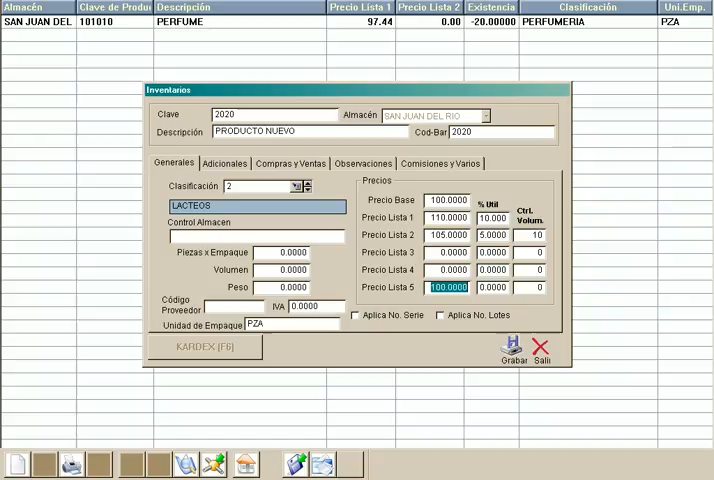 Almacén Clave de Produc Descripción Precio Lista 1 Precio Lista 2 Existencia Clasificación Uni.Emp.
SAN JUAN DEL 101010 PERFUME 97.44 0.00 -20.00000 PERFUMERIA PZA
Inventarios
Clave 2020 Almacén SAN JUAN DEL RIO
Descripción PRODUCTO NUEVO Cod-Bar 2020
Generales Adicionales Compras y Ventas Observaciones Comisiones y Varios
Clasificación 2
LACTEOS
Control Almacen
Piezas x Empaque 0.0000
Volumen 0.0000
Peso 0.0000
Código Proveedor IVA 0.0000
Unidad de Empaque PZA
Precios
% Util Ctrl. Volum.
Precio Base 100.0000
Precio Lista 1 110.0000 10.000
Precio Lista 2 105.0000 5.0000 10
Precio Lista 3 0.0000 0.0000 0
Precio Lista 4 0.0000 0.0000 0
Precio Lista 5 100.0000 0.0000 0
Aplica No. Serie Aplica No. Lotes
KARDEX (F6)
Grabar Salir